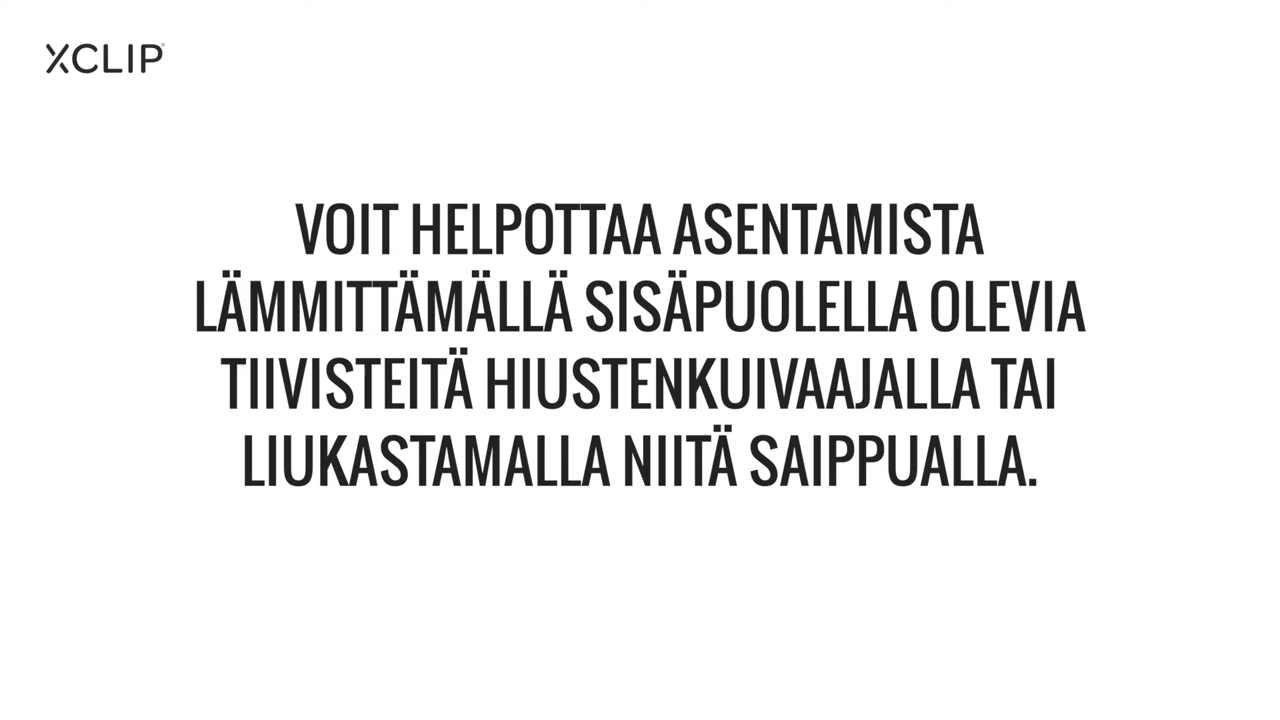 XCLIP®
VOIT HELPOTTAA ASENTAMISTA
LÄMMITTÄMÄLLÄ SISÄPUOLELLA OLEVIA
TIIVISTEITÄ HIUSTENKUIVAAJALLA TAI
LIUKASTAMALLA NIITÄ SAIPPUALLA.